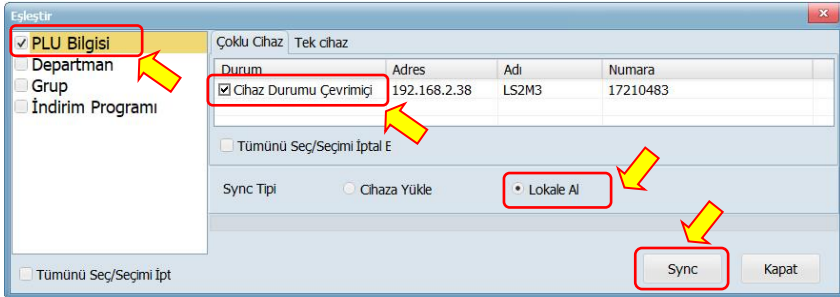 Eşleştir
PLU Bilgisi
Departman
Grup
İndirim Programı
Tümünü Seç/Seçimi İpt
Çoklu Cihaz Tek cihaz
Durum Adres Adı Numara
Cihaz Durumu Çevrimiçi 192.168.2.38 LS2M3 17210483
Tümünü Seç/Seçimi İptal E
Sync Tipi Cihaza Yükle Lokale Al
Sync Kapat